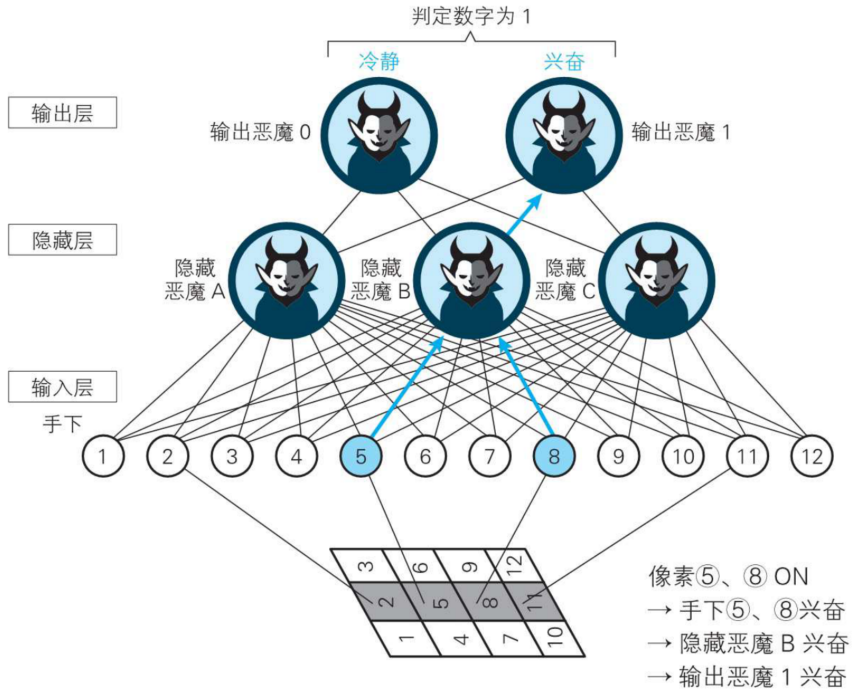 判定数字为 1
冷静 兴奋
输出层
输出恶魔 0 输出恶魔 1
隐藏层
隐藏 隐藏 隐藏
恶魔 A 恶魔 B 恶魔 C
输入层
手下
1 2 3 4 5 6 7 8 9 10 11 12
3 6 9 12
2 5 8 11
1 4 7 10
像素⑤、⑧ ON
→ 手下⑤、⑧兴奋
→ 隐藏恶魔 B 兴奋
→ 输出恶魔 1 兴奋